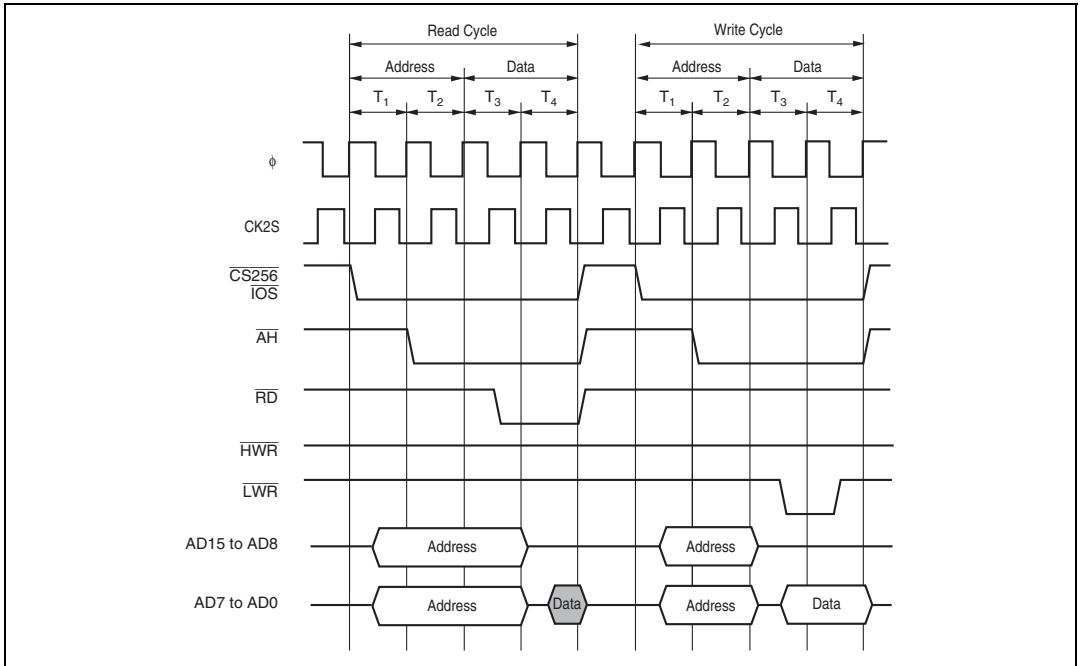 Read Cycle Write Cycle
Address Data Address Data
T1 T2 T3 T4 T1 T2 T3 T4
φ
CK2S
CS256
IOS
AH
RD
HWR
LWR
AD15 to AD8 Address Address
AD7 to AD0 Address Data Address Data